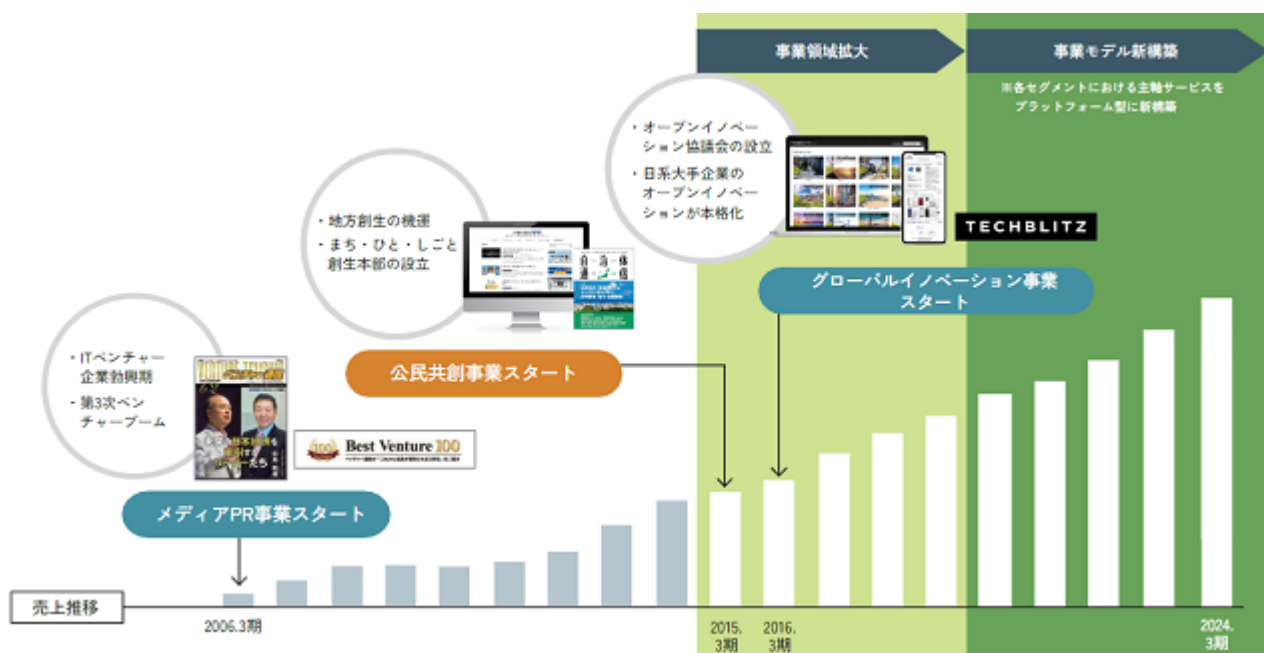 事業領域拡大
事業モデル新構築
※各セグメントにおける主軸サービスを
プラットフォーム型に新構築
・オープンイノベー
ション協議会の設立
・日系大手企業の
オープンイノベー
ションが本格化
TECHBLITZ
グローバルイノベーション事業
スタート
・地方創生の機運
・まち・ひと・しごと
創生本部の設立
公民共創事業スタート
・ITベンチャー
企業勃興期
・第3次ベン
チャーブーム
Best Venture 100
メディアPR事業スタート
売上推移
2006.3期
2015.
3期
2016.
3期
2024.
3期